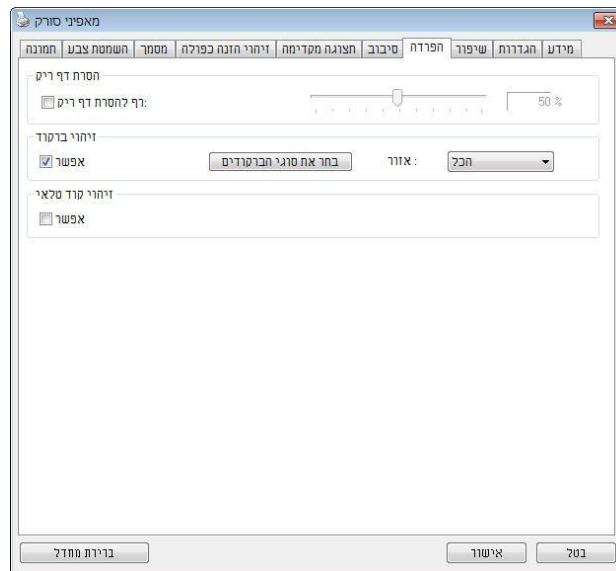 מאפיני סורק
תמונה השמטת צבע מסמך זיהוי הזנה כפולה תצוגה מקדימה סיבוב הפרדה שיפור הגדרות מידע
הסרת דף ריק
רף להסרת דף ריק:
50 %
זיהוי ברקוד
אפשר
בחר את סוגי הברקודים
אזור :
הכל
זיהוי קוד טלאי
אפשר
ברירת מחדל
אישור
בטל